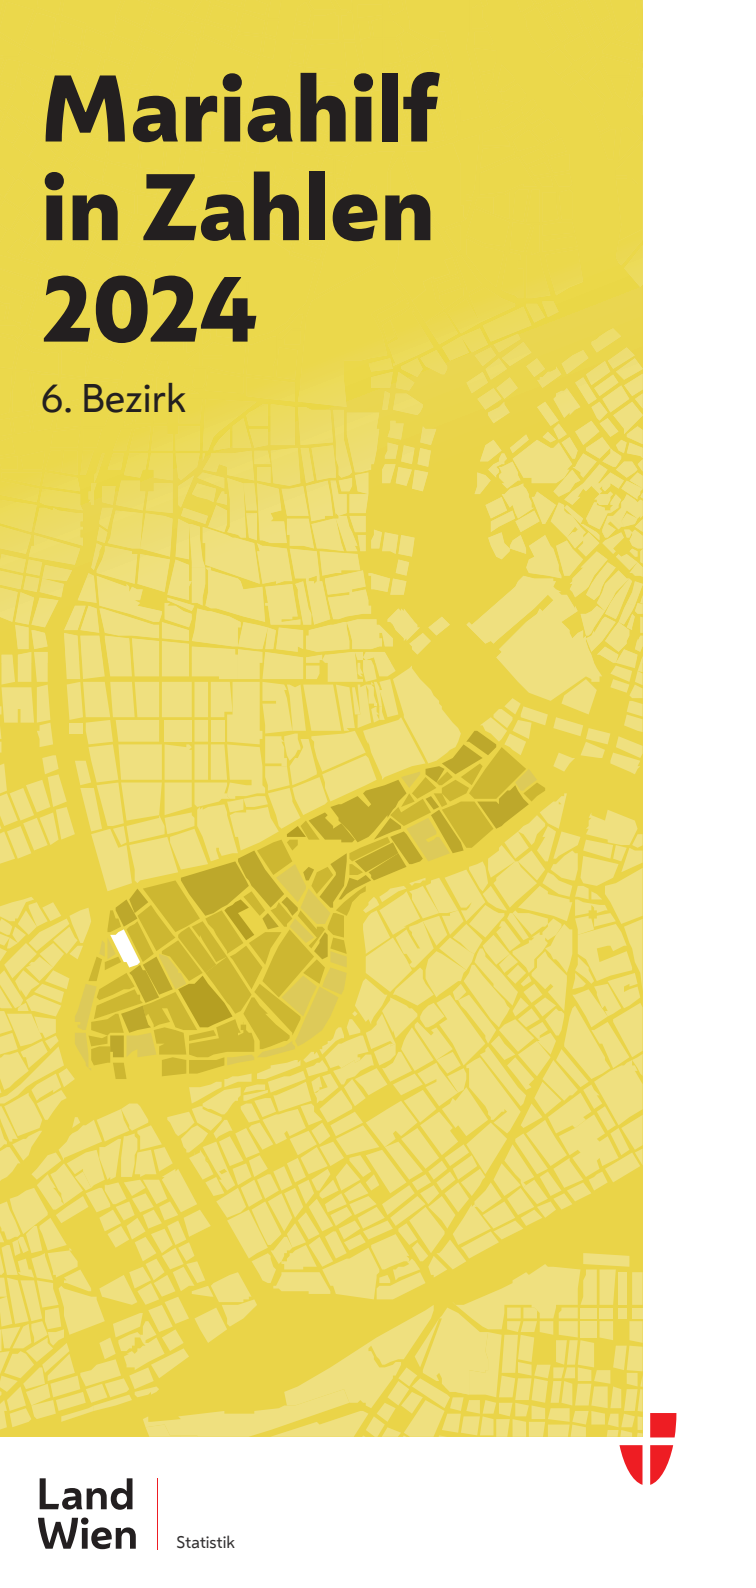 Mariahilf
in Zahlen
2024
6. Bezirk
Land
Wien
Statistik